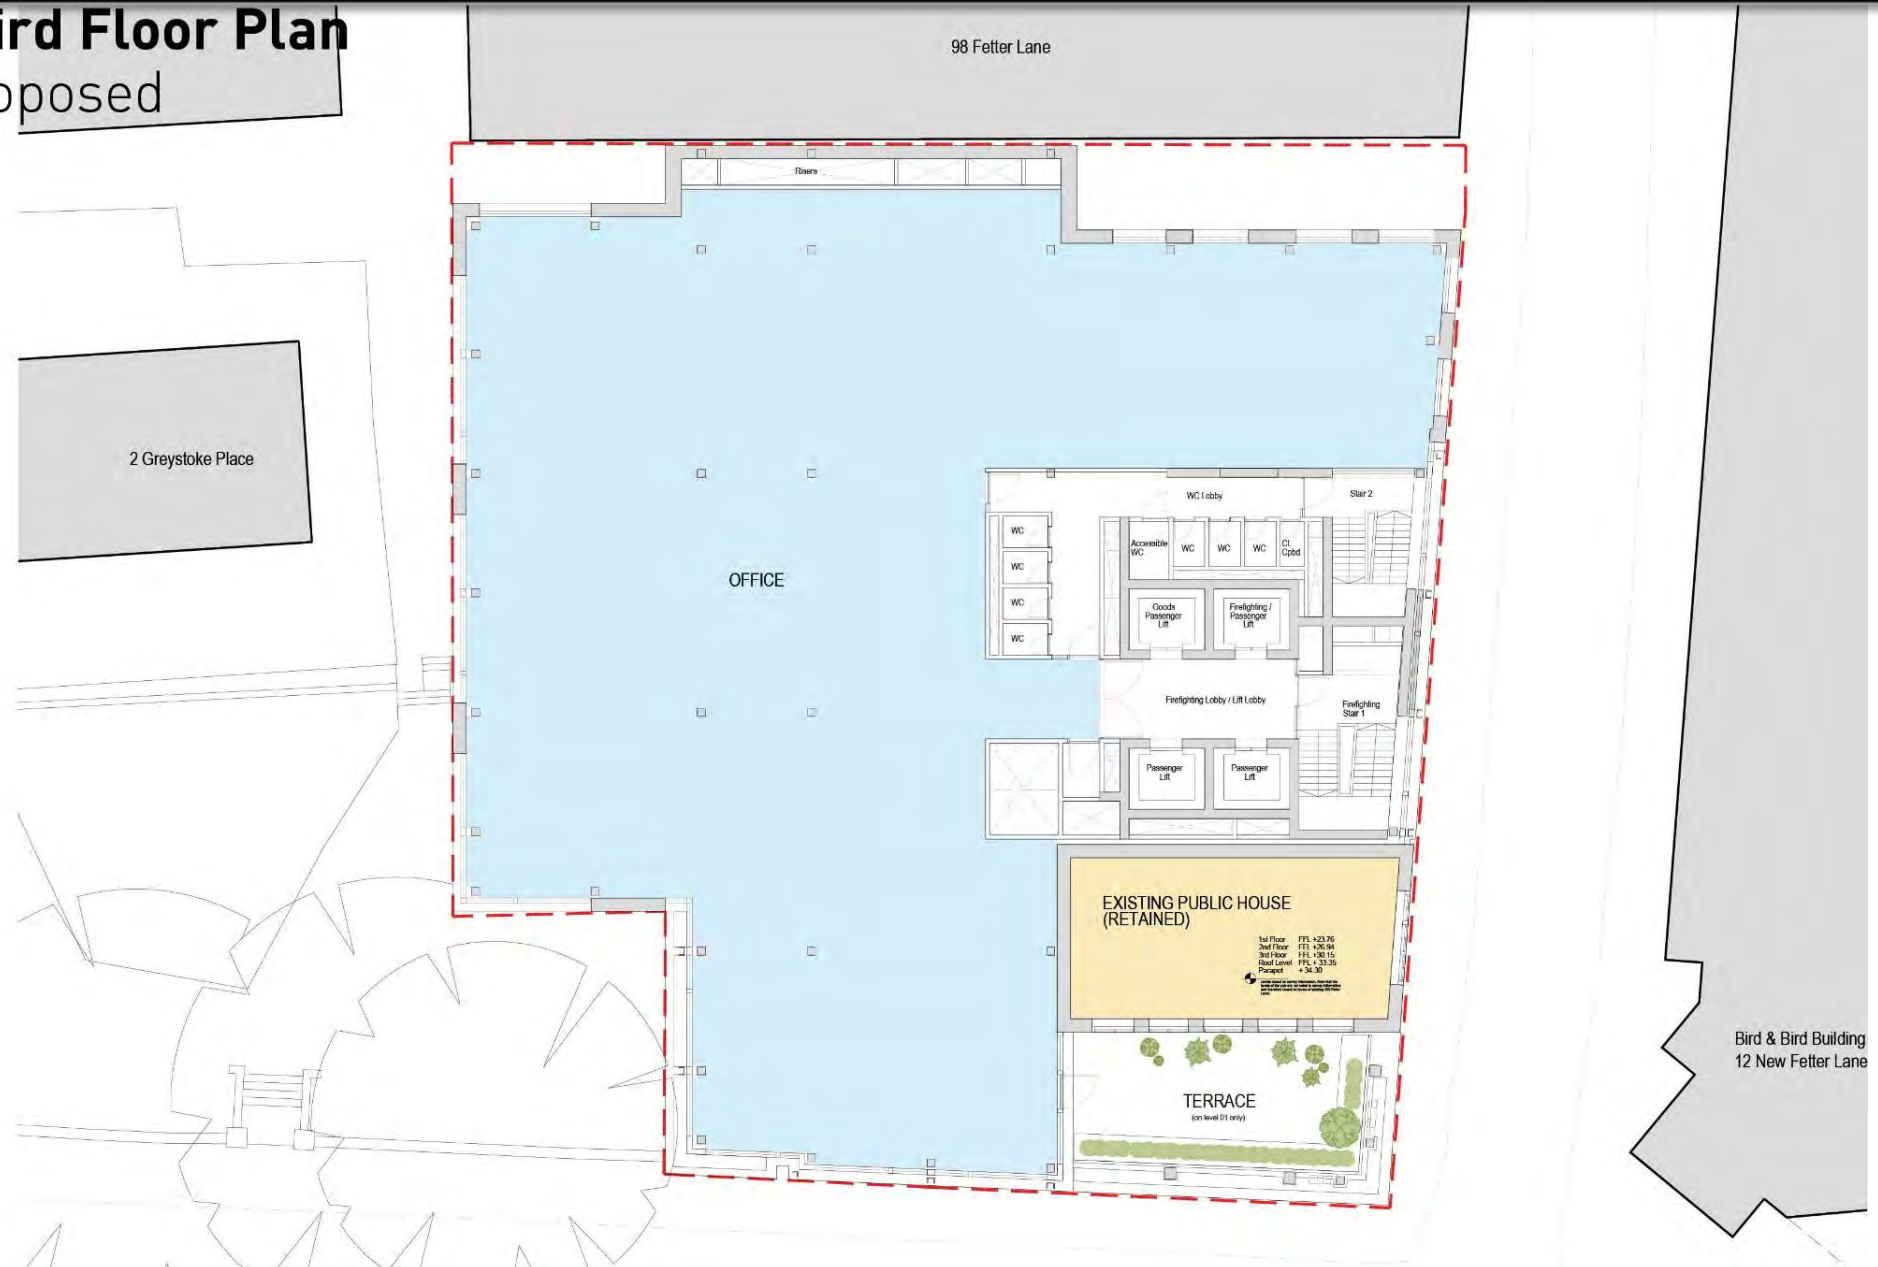 ird Floor Plan
oposed
98 Fetter Lane
Risers
2 Greystoke Place
OFFICE
WC Lobby
Stair 2
WC
WC
WC
WC
Accessible
WC
WC
WC
WC
Cl.
Cpbd
Goods
Passenger
Lift
Firefighting /
Passenger
Lift
Firefighting Lobby / Lift Lobby
Firefighting
Stair 1
Passenger
Lift
Passenger
Lift
EXISTING PUBLIC HOUSE
(RETAINED)
1st Floor FFL +23.76
2nd Floor FFL +26.94
3rd Floor FFL +30.15
Roof Level FFL + 33.35
Parapet + 34.30
TERRACE
(on level 01 only)
Bird & Bird Building
12 New Fetter Lane